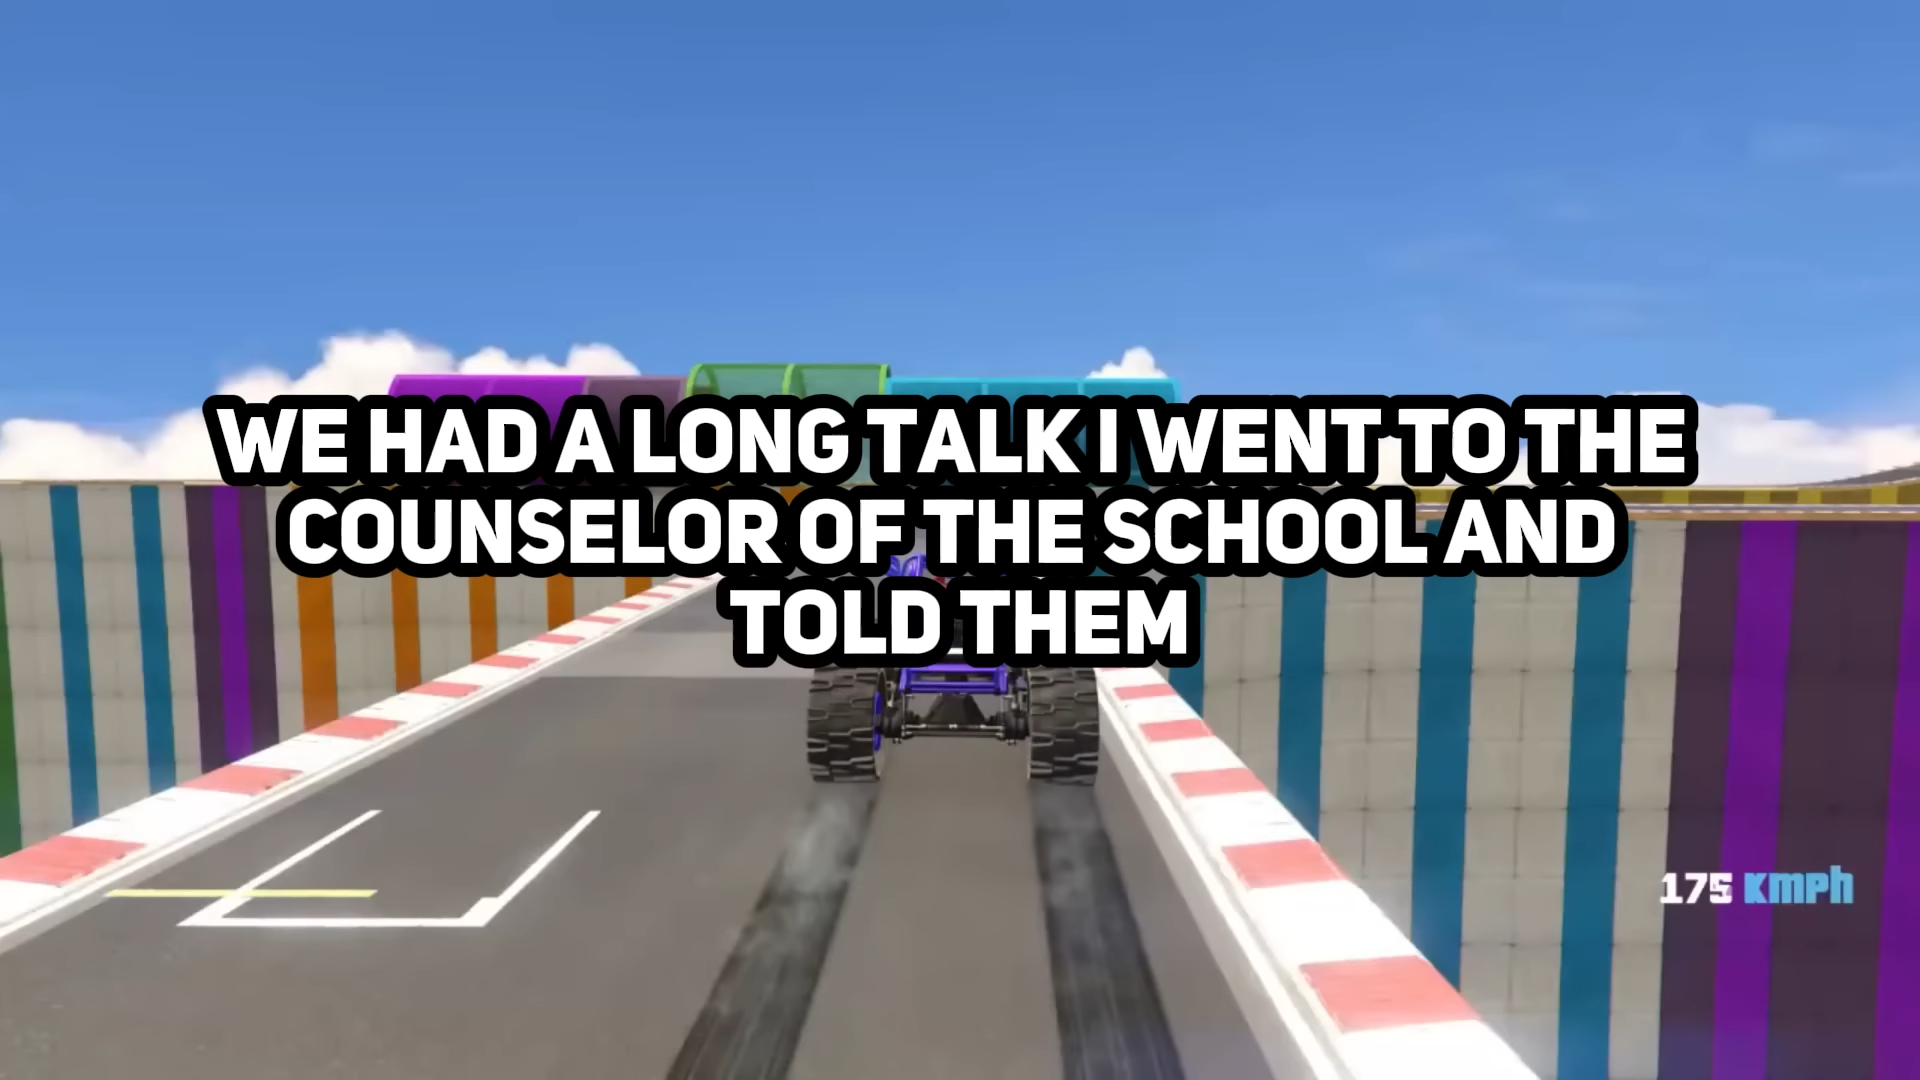 WE HAD A LONG TALK I WENT TO THE
COUNSELOR OF THE SCHOOL AND
TOLD THEM
175 kmph